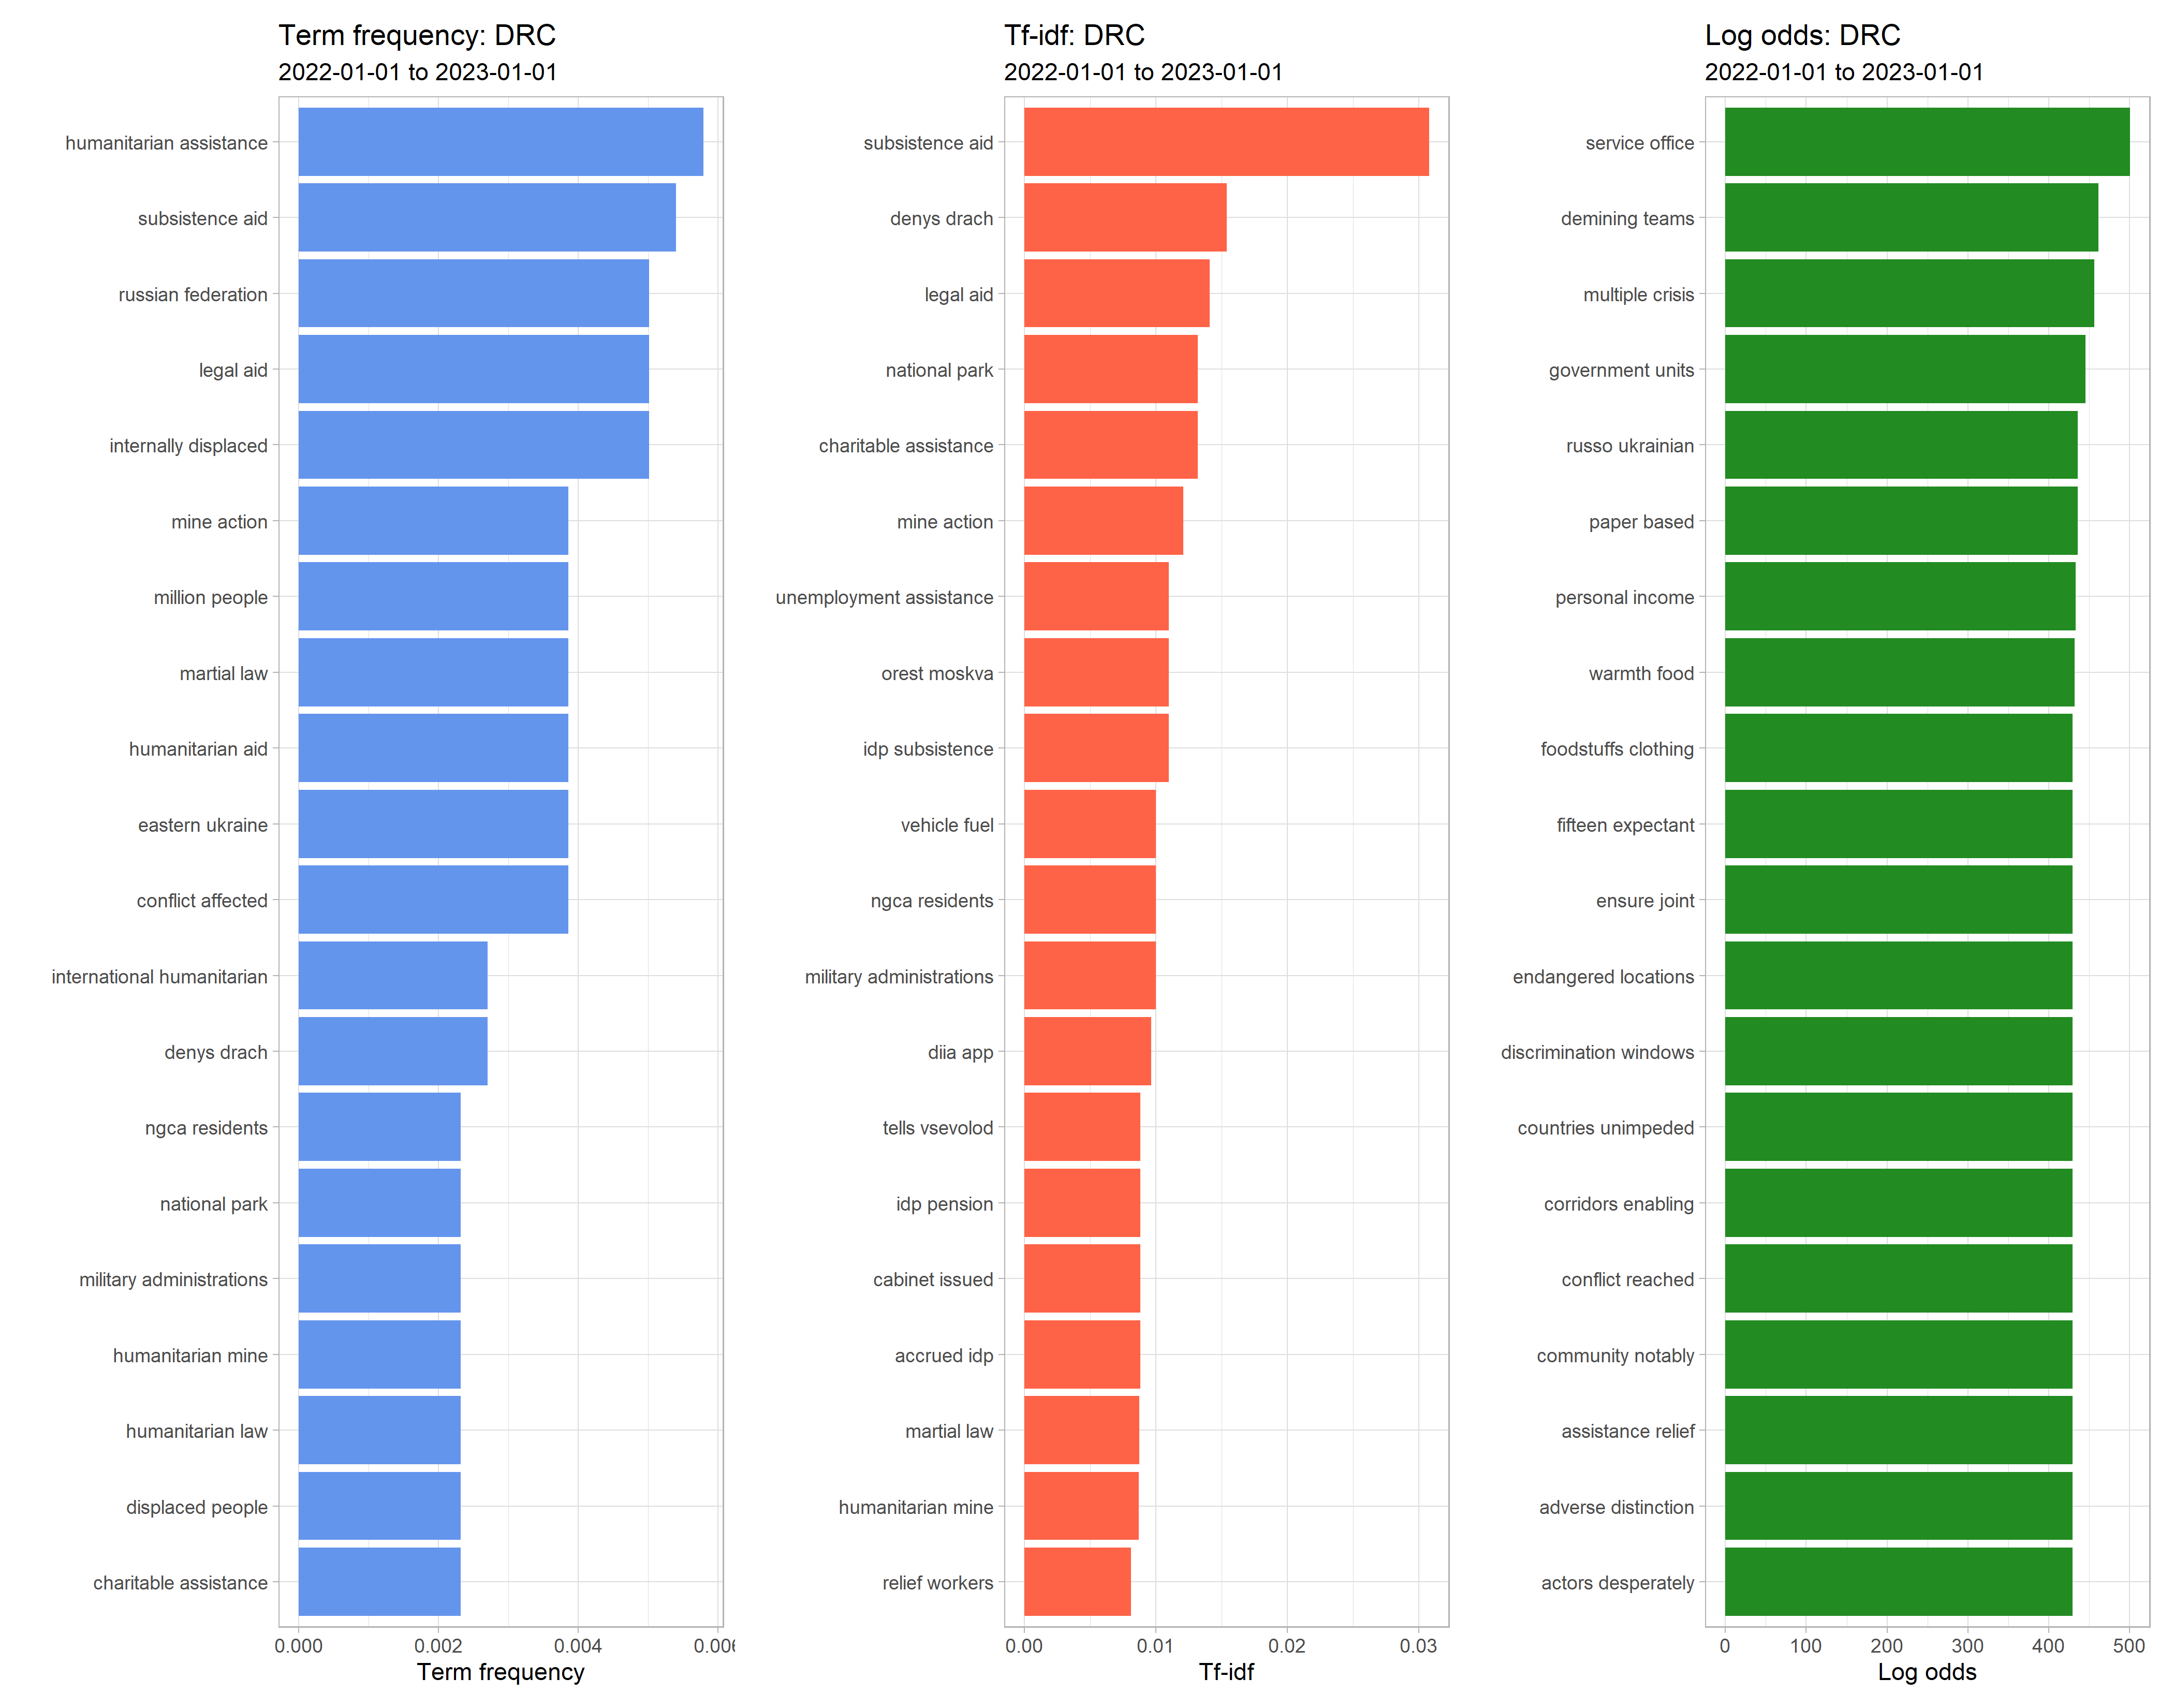 Term frequency: DRC
2022-01-01 to 2023-01-01
humanitarian assistance
subsistence aid
russian federation
legal aid
internally displaced
mine action
million people
martial law
humanitarian aid
eastern ukraine
conflict affected
international humanitarian
denys drach
ngca residents
national park
military administrations
humanitarian mine
humanitarian law
displaced people
charitable assistance
0.000 0.002 0.004 0.006
Term frequency
Tf-idf: DRC
2022-01-01 to 2023-01-01
subsistence aid
denys drach
legal aid
national park
charitable assistance
mine action
unemployment assistance
orest moskva
idp subsistence
vehicle fuel
ngca residents
military administrations
diia app
tells vsevolod
idp pension
cabinet issued
accrued idp
martial law
humanitarian mine
relief workers
0.00 0.01 0.02 0.03
Tf-idf
Log odds: DRC
2022-01-01 to 2023-01-01
service office
demining teams
multiple crisis
government units
russo ukrainian
paper based
personal income
warmth food
foodstuffs clothing
fifteen expectant
ensure joint
endangered locations
discrimination windows
countries unimpeded
corridors enabling
conflict reached
community notably
assistance relief
adverse distinction
actors desperately
0 100 200 300 400 500
Log odds